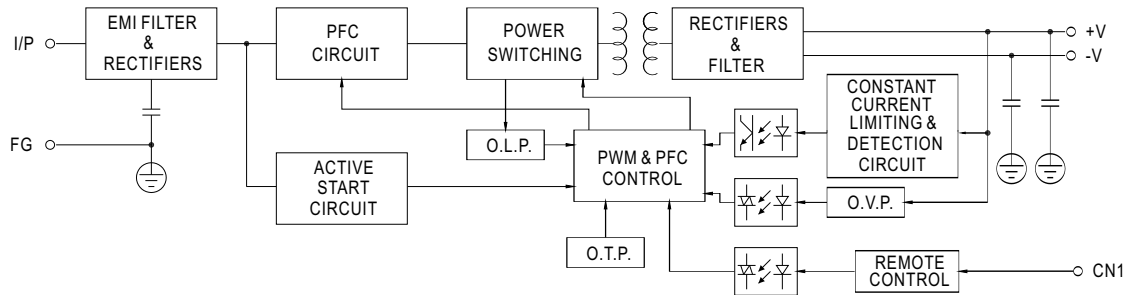 I/P
EMI FILTER
&
RECTIFIERS
PFC
CIRCUIT
POWER
SWITCHING
RECTIFIERS
&
FILTER
+V
-V
FG
O.L.P.
PWM & PFC
CONTROL
CONSTANT
CURRENT
LIMITING &
DETECTION
CIRCUIT
ACTIVE
START
CIRCUIT
O.V.P.
O.T.P.
REMOTE
CONTROL
CN1